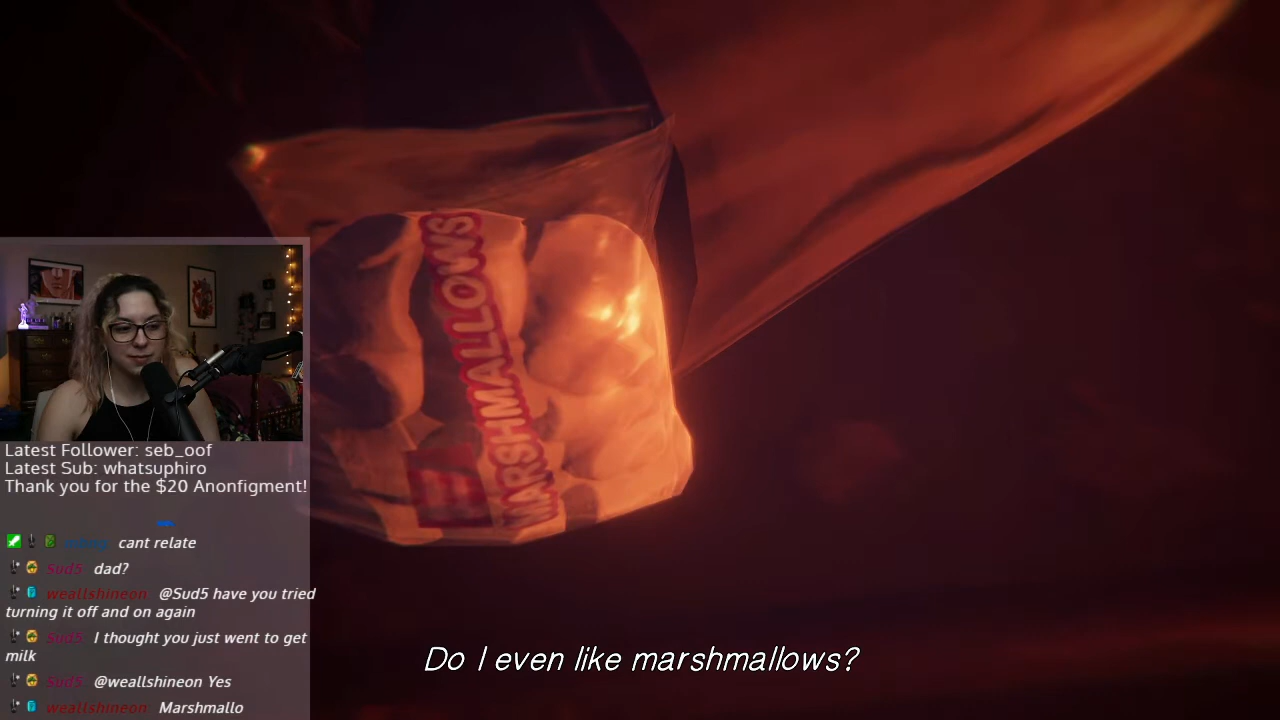 MARSHMALLOWS
Latest Follower: seb_oof
Latest Sub: whatsuphiro
Thank you for the $20 Anonfigment!
cant relate
Sud5 dad?
weallshineon @Sud5 have you tried
turning it off and on again
Sud5 I thought you just went to get
milk
Sud5 @weallshineon Yes
weallshineon Marshmallo
Do I even like marshmallows?